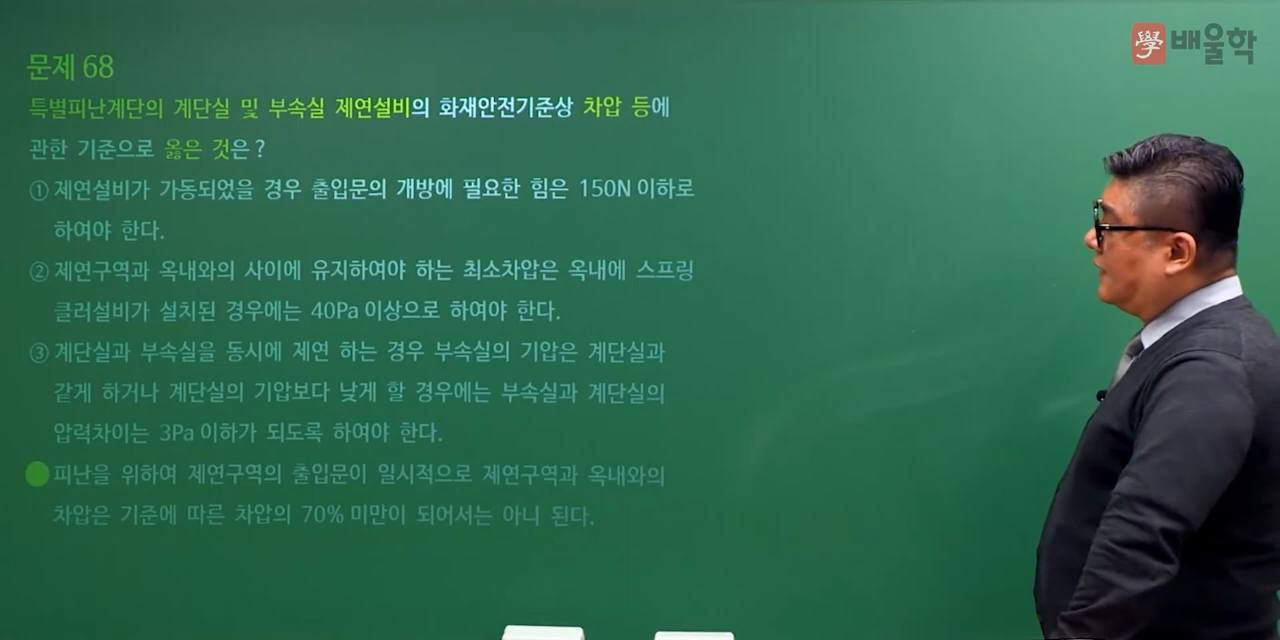 學 배울학
문제 68
특별피난계단의 계단실 및 부속실 제연설비의 화재안전기준상 차압 등에
관한 기준으로 옳은 것은?
① 제연설비가 가동되었을 경우 출입문의 개방에 필요한 힘은 150N 이하로
하여야 한다.
② 제연구역과 옥내와의 사이에 유지하여야 하는 최소차압은 옥내에 스프링
클러설비가 설치된 경우에는 40Pa 이상으로 하여야 한다.
③ 계단실과 부속실을 동시에 제연 하는 경우 부속실의 기압은 계단실과
같게 하거나 계단실의 기압보다 낮게 할 경우에는 부속실과 계단실의
압력차이는 3Pa 이하가 되도록 하여야 한다.
피난을 위하여 제연구역의 출입문이 일시적으로 제연구역과 옥내와의
차압은 기준에 따른 차압의 70% 미만이 되어서는 아니 된다.